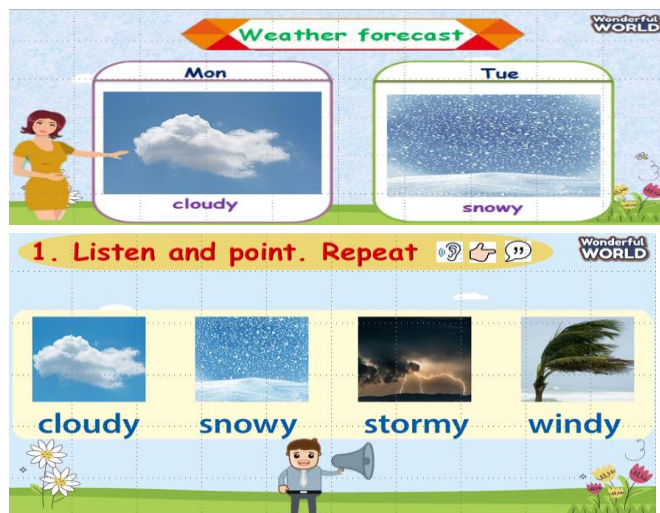 Weather forecast
Wonderful
WORLD
Mon
Tue
cloudy
snowy
1. Listen and point. Repeat
Wonderful
WORLD
cloudy snowy stormy windy